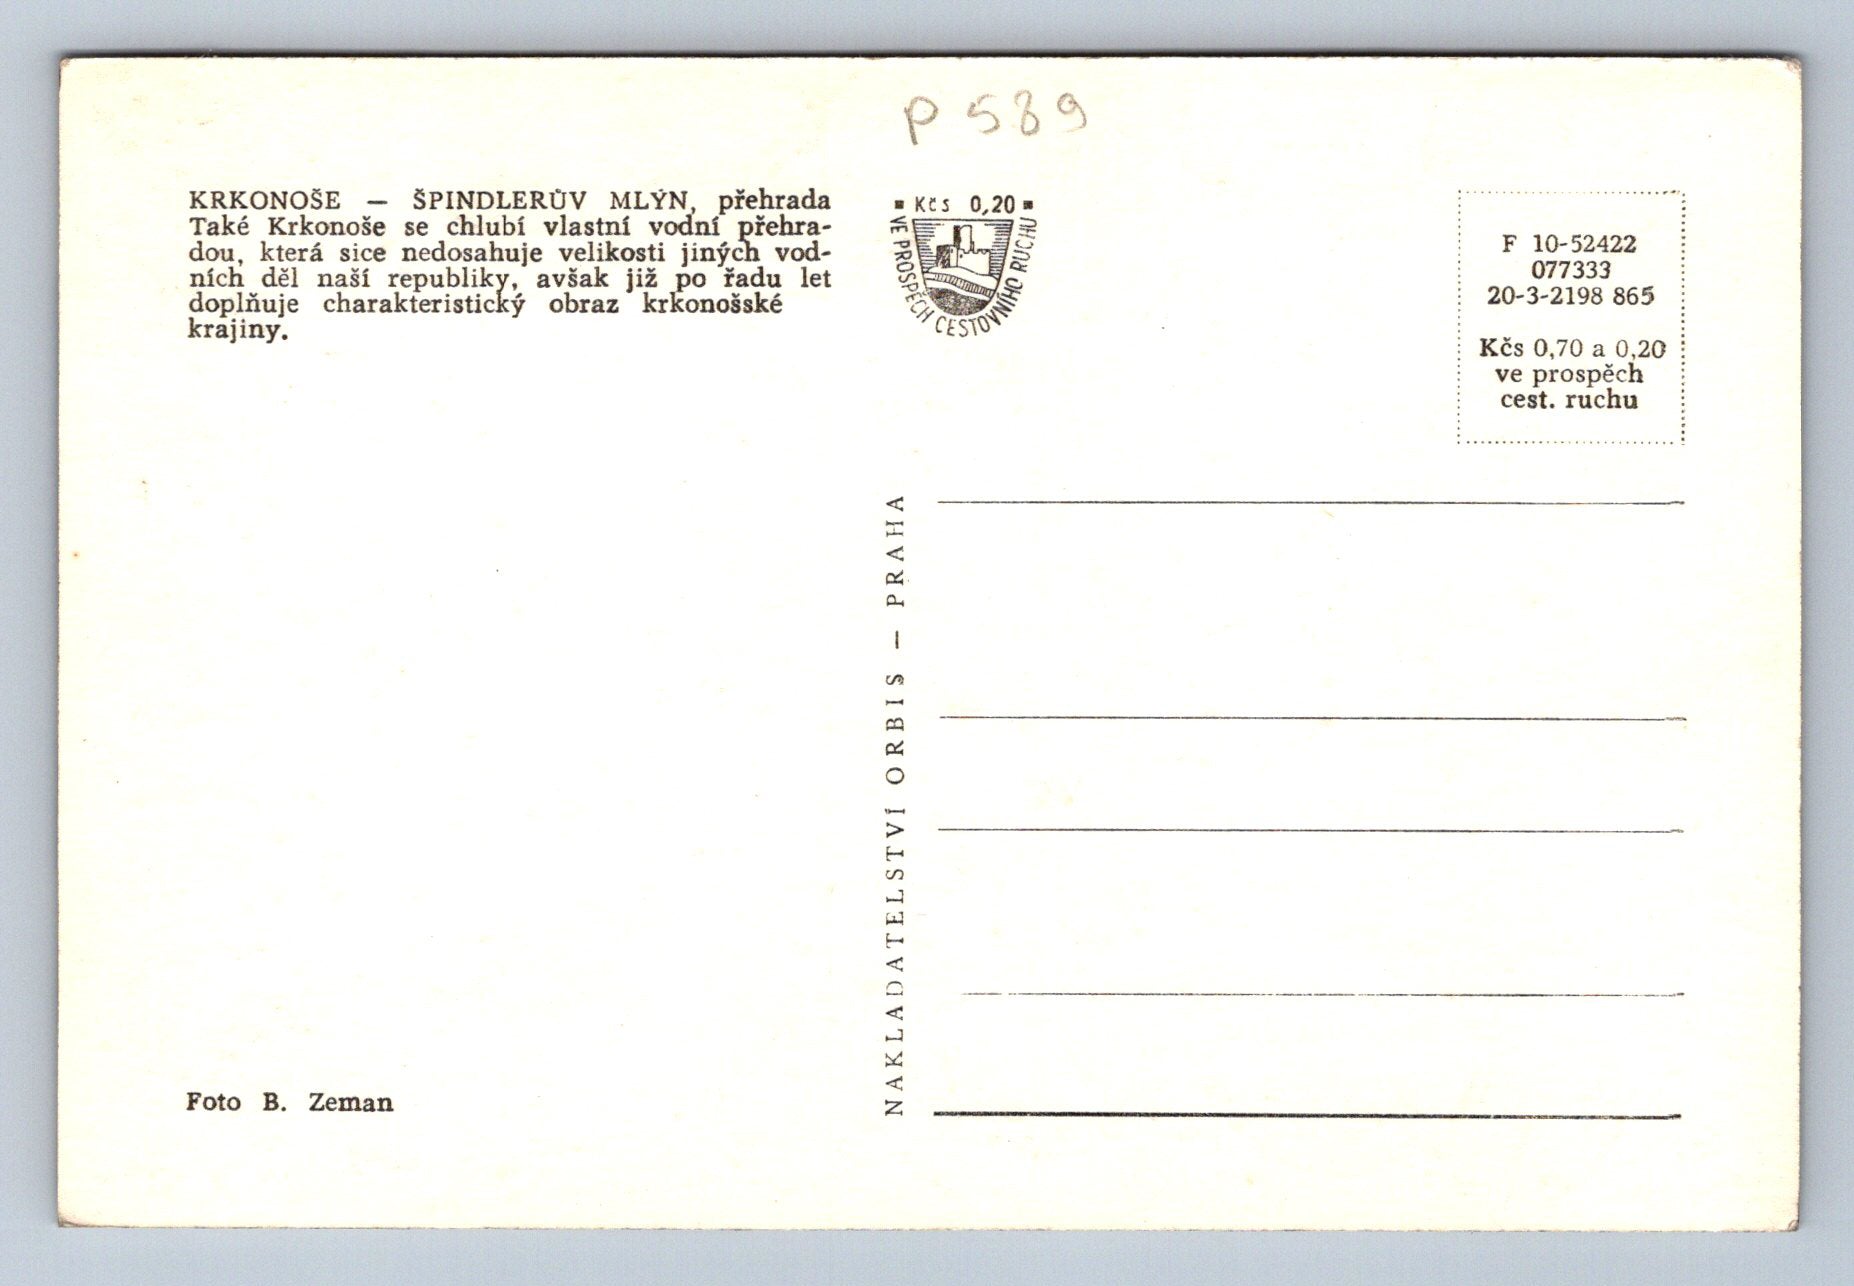 P 589
KRKONOŠE — ŠPINDLERŮV MLÝN, přehrada
Také Krkonoše se chlubí vlastní vodní přehra-
dou, která sice nedosahuje velikosti jiných vod-
ních děl naší republiky, avšak již po řadu let
doplňuje charakteristický obraz krkonošské
krajiny.
Kčs 0,20
VE PROSPĚCH CESTOVNÍHO RUCHU
F 10-52422
077333
20-3-2198 865
Kčs 0,70 a 0,20
ve prospěch
cest. ruchu
NAKLADATELSTVÍ ORBIS — PRAHA
Foto B. Zeman